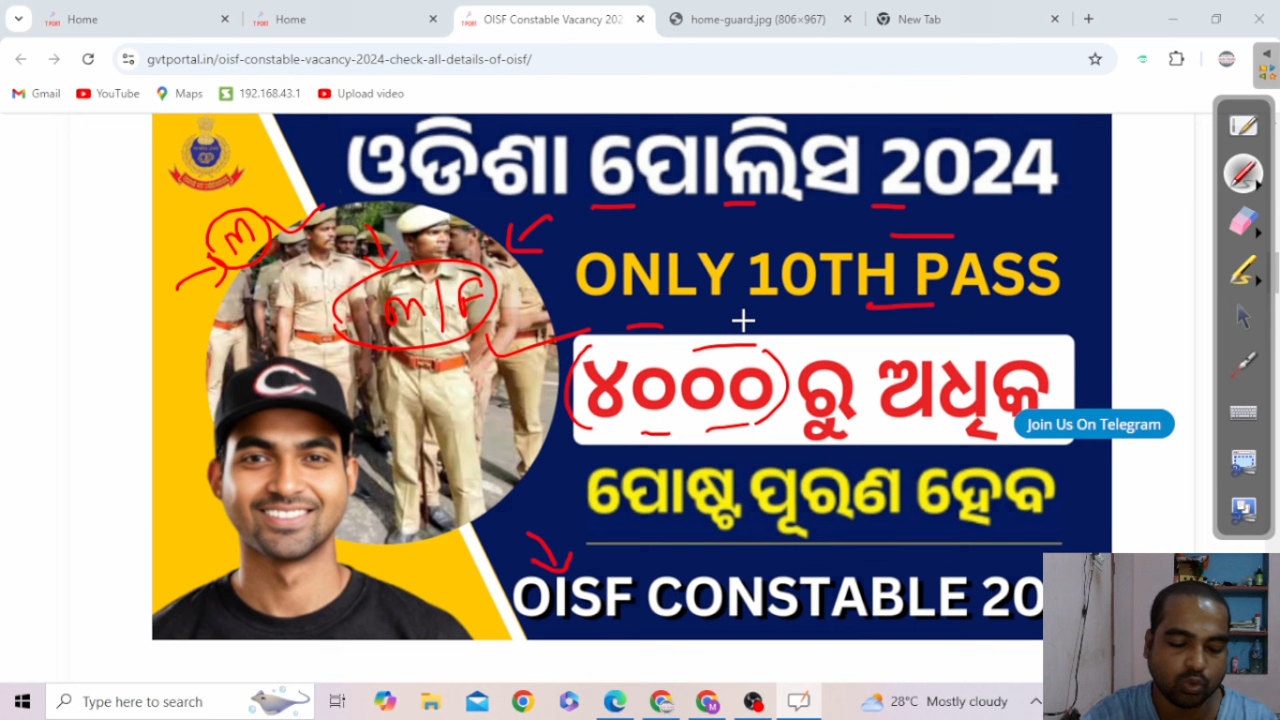 Home
Home
OISF Constable Vacancy 202
home-guard.jpg (806×967)
New Tab
gvtportal.in/oisf-constable-vacancy-2024-check-all-details-of-oisf/
Gmail
YouTube
Maps
192.168.43.1
Upload video
ଓଡିଶା ପୋଲିସ 2024
M
ONLY 10TH PASS
M/F
୪୦୦୦ ରୁ ଅଧିକ
Join Us On Telegram
ପୋଷ୍ଟ ପୂରଣ ହେବ
OISF CONSTABLE 20
Type here to search
28°C Mostly cloudy